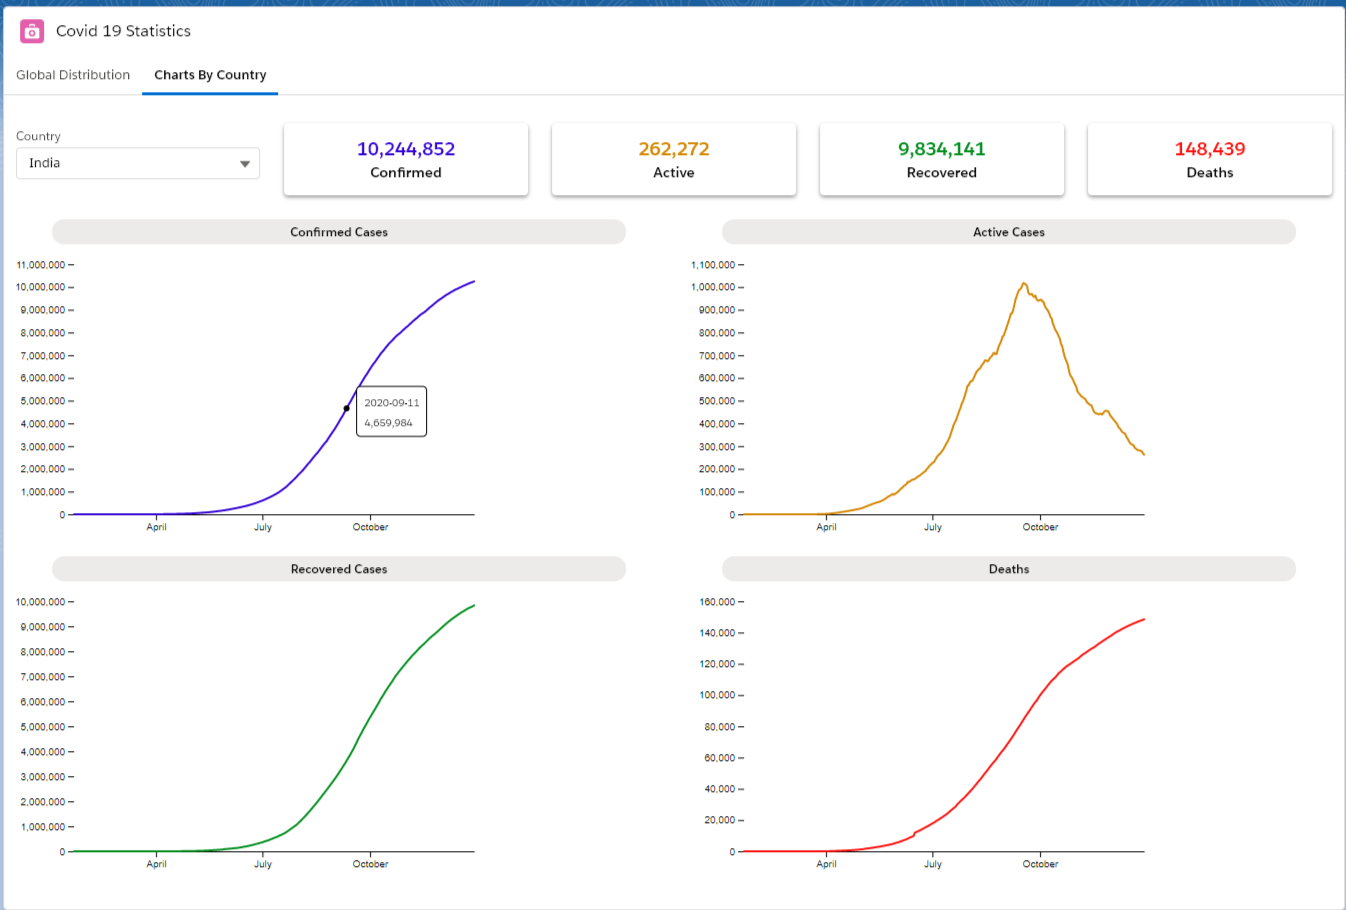 Covid 19 Statistics
Global Distribution
Charts By Country
Country
India
10,244,852
Confirmed
262,272
Active
9,834,141
Recovered
148,439
Deaths
Confirmed Cases
11,000,000
10,000,000
9,000,000
8,000,000
7,000,000
6,000,000
5,000,000
4,000,000
3,000,000
2,000,000
1,000,000
0
April July October
2020-09-11
4,659,984
Active Cases
1,100,000
1,000,000
900,000
800,000
700,000
600,000
500,000
400,000
300,000
200,000
100,000
0
April July October
Recovered Cases
10,000,000
9,000,000
8,000,000
7,000,000
6,000,000
5,000,000
4,000,000
3,000,000
2,000,000
1,000,000
0
April July October
Deaths
160,000
140,000
120,000
100,000
80,000
60,000
40,000
20,000
0
April July October